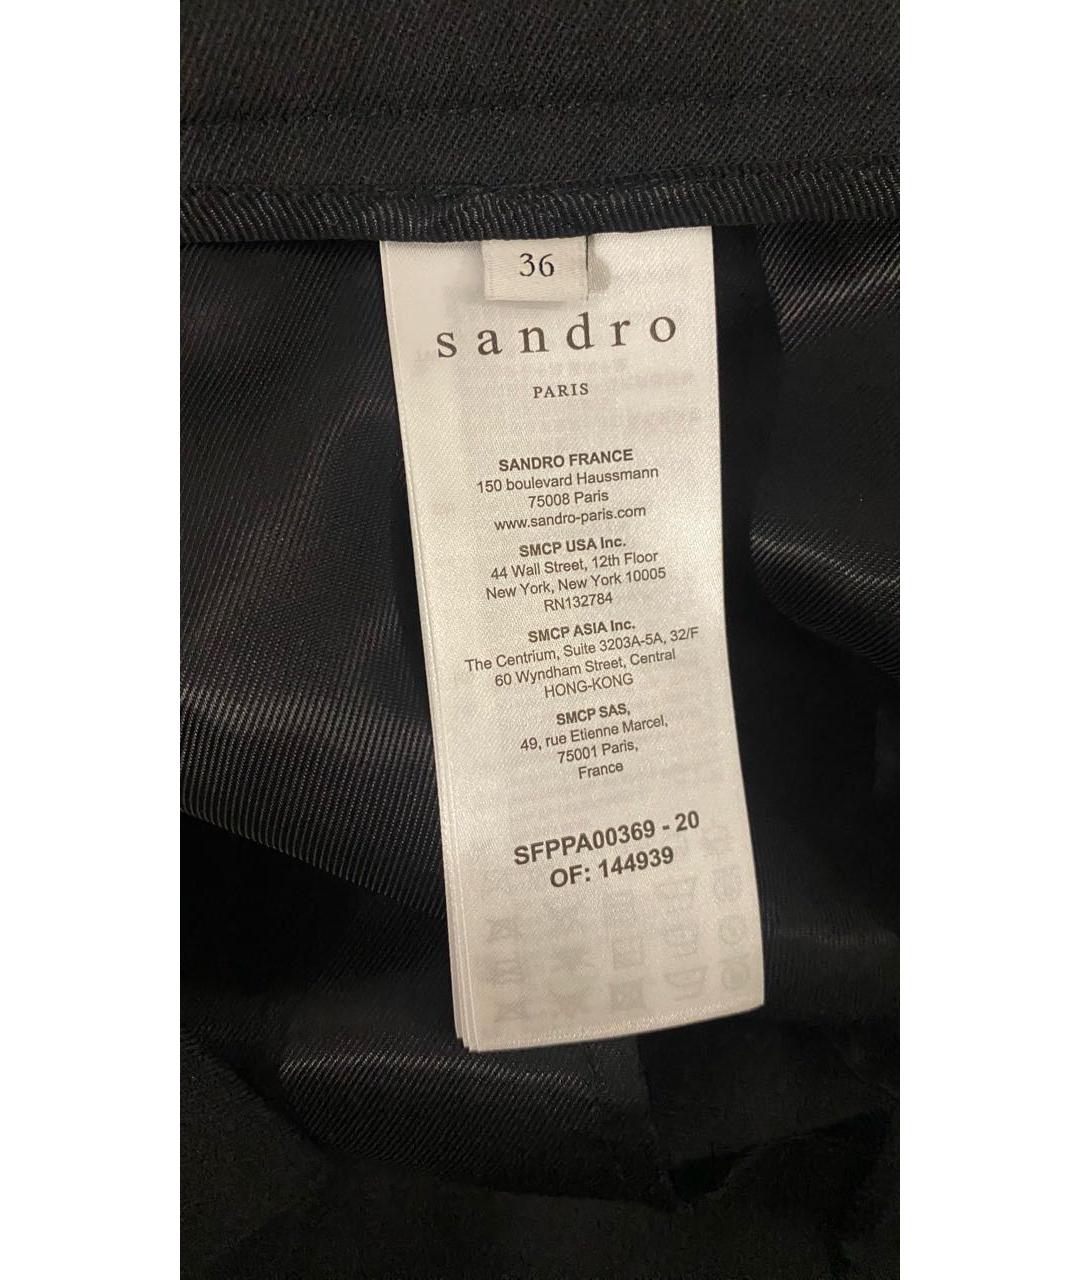 36
sandro
PARIS
SANDRO FRANCE
150 boulevard Haussmann
75008 Paris
www.sandro-paris.com
SMCP USA Inc.
44 Wall Street, 12th Floor
New York, New York 10005
RN132784
SMCP ASIA Inc.
The Centrium, Suite 3203A-5A, 32/F
60 Wyndham Street, Central
HONG-KONG
SMCP SAS,
49, rue Etienne Marcel,
75001 Paris,
France
SFPPA00369 - 20
OF: 144939